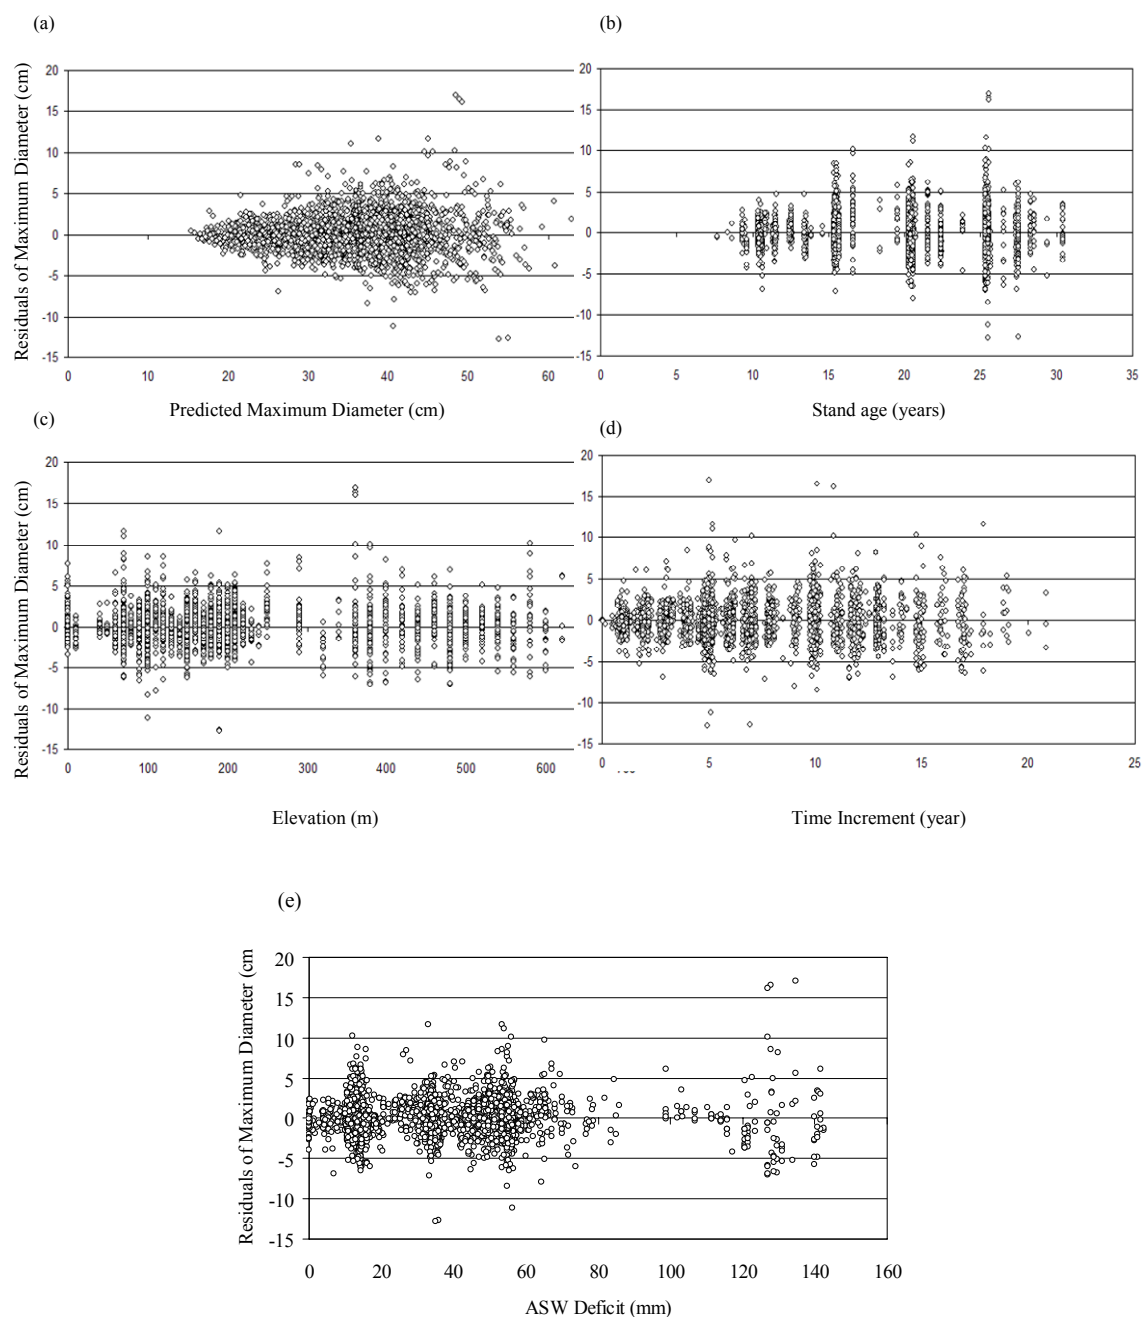 (a)
(b)
Residuals of Maximum Diameter (cm)
20
15
10
5
0
-5
-10
-15
0 10 20 30 40 50 60
Predicted Maximum Diameter (cm)
20
15
10
5
0
-5
-10
-15
0 5 10 15 20 25 30 35
Stand age (years)
(c)
(d)
Residuals of Maximum Diameter (cm)
20
15
10
5
0
-5
-10
-15
0 100 200 300 400 500 600
Elevation (m)
20
15
10
5
0
-5
-10
-15
0 5 10 15 20 25
Time Increment (year)
(e)
Residuals of Maximum Diameter (cm
20
15
10
5
0
-5
-10
-15
0 20 40 60 80 100 120 140 160
ASW Deficit (mm)